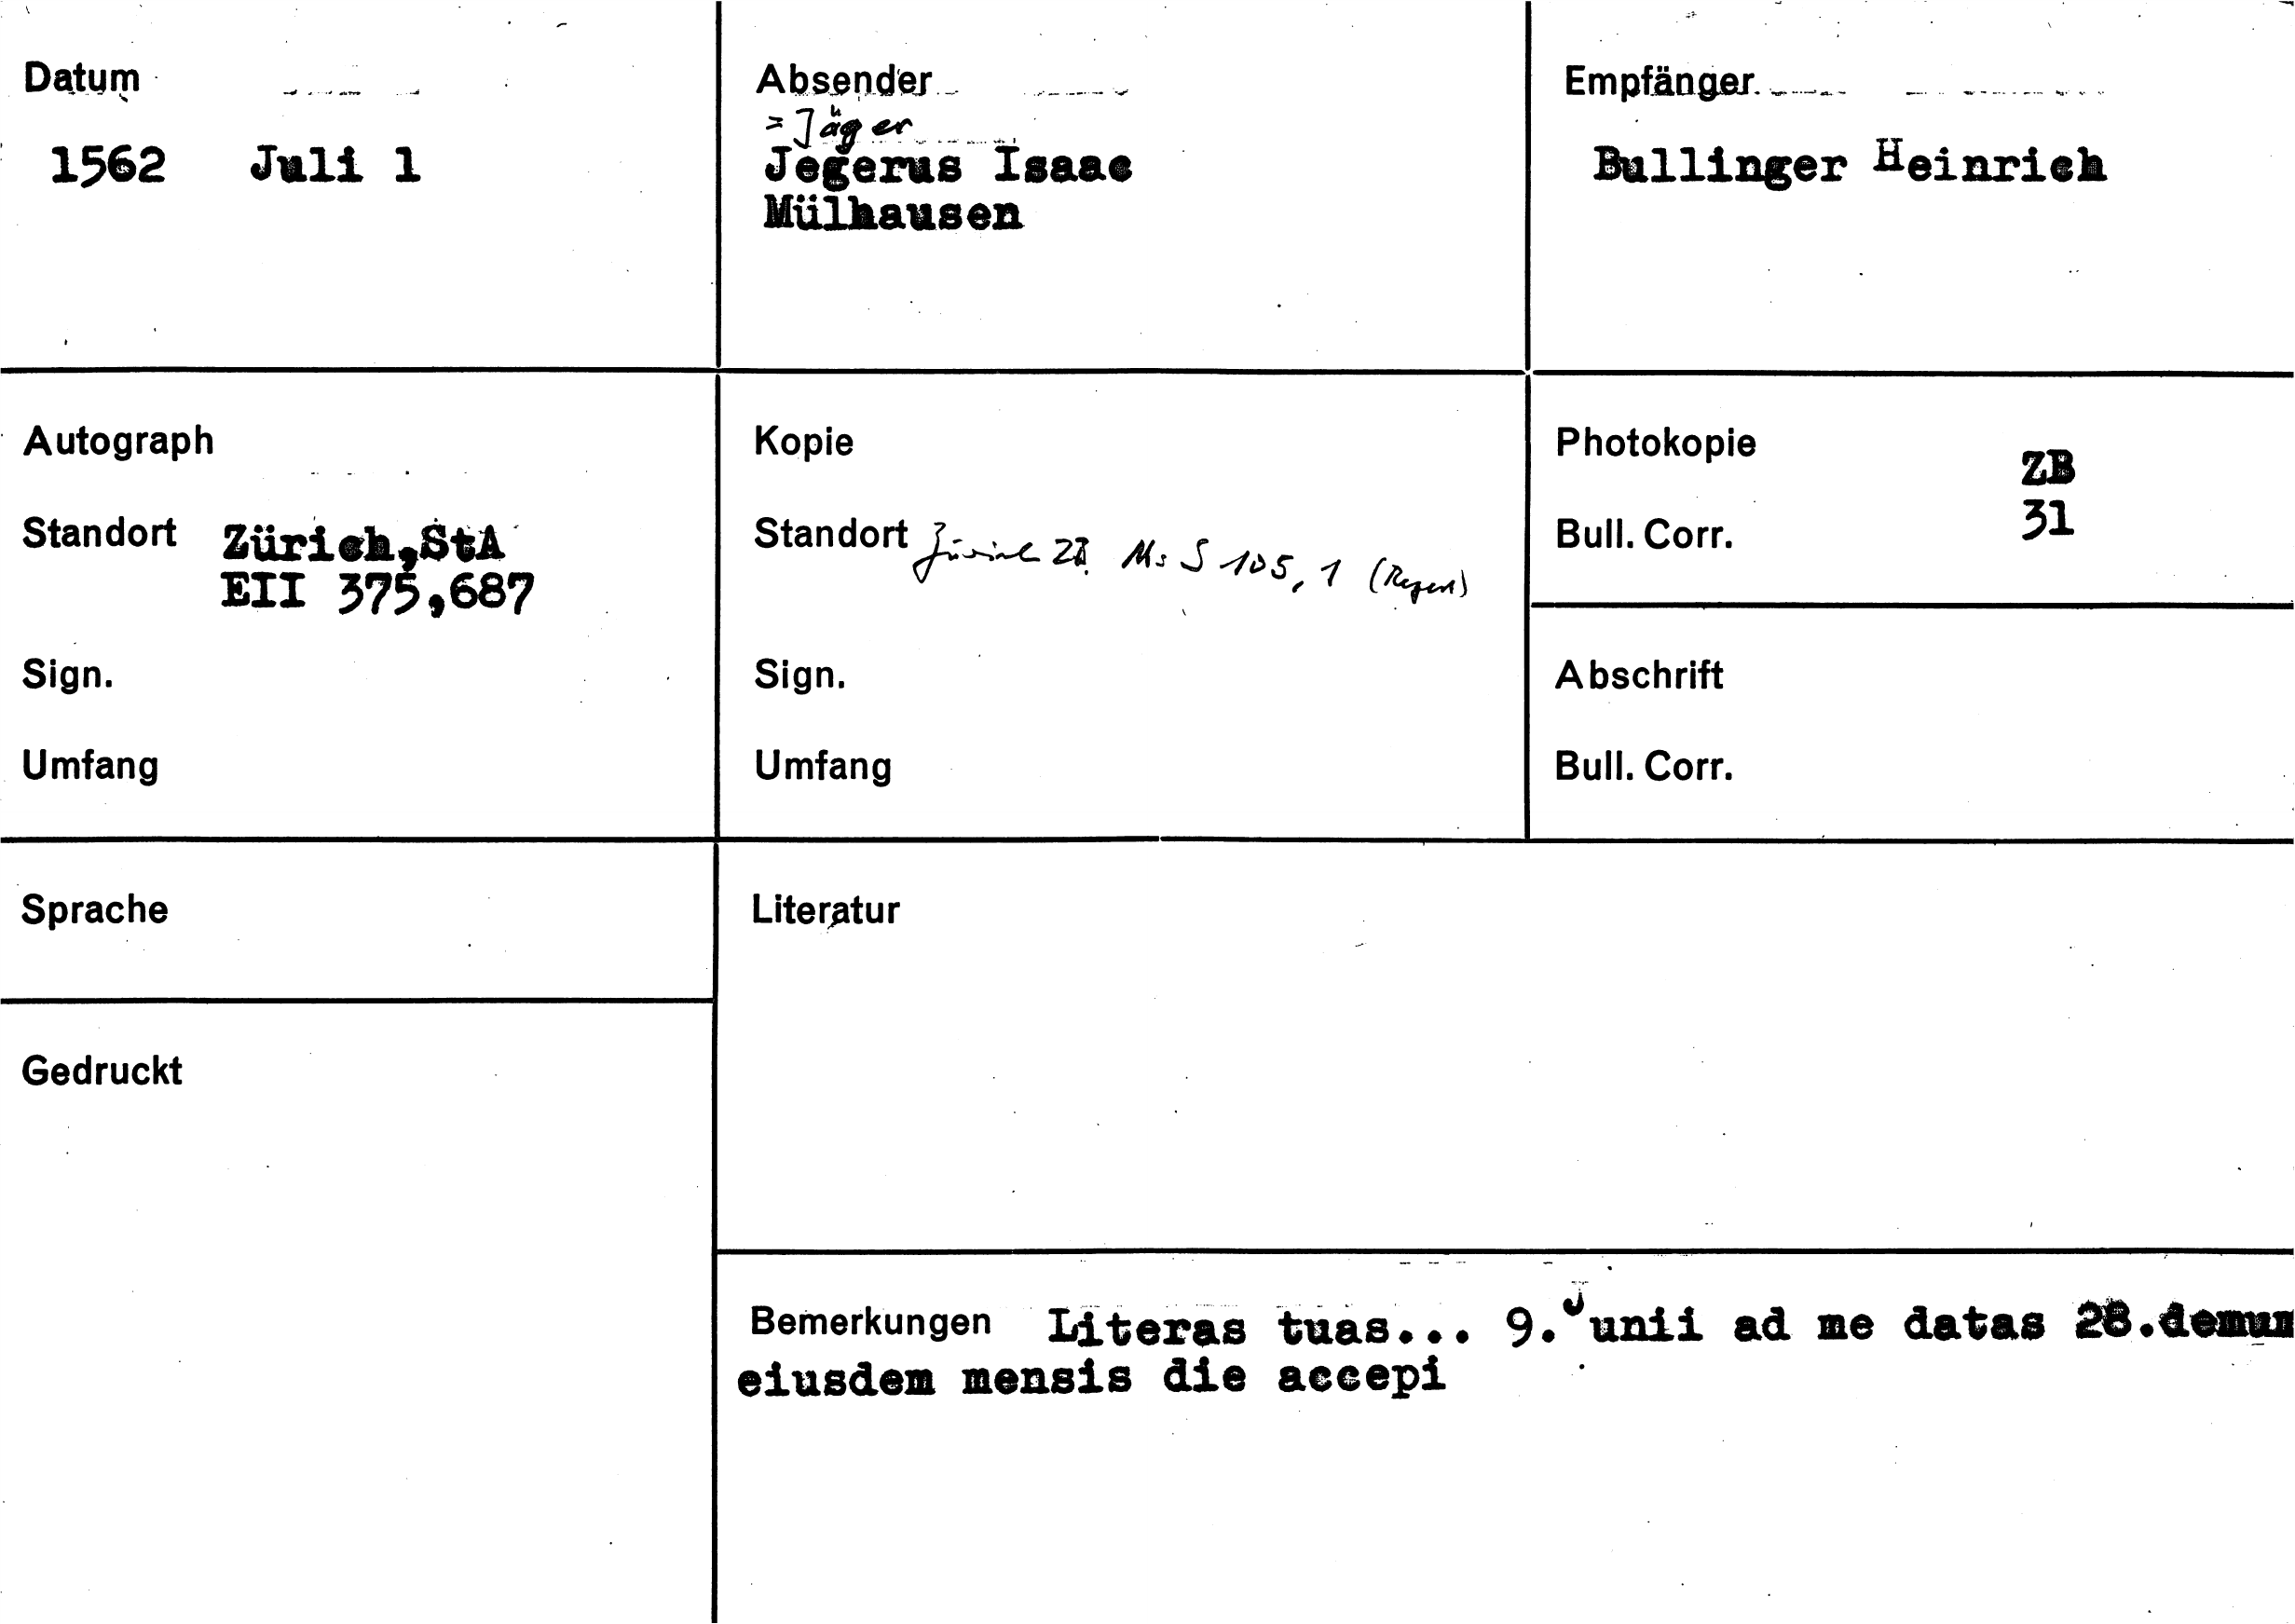 Datum
1562 Juli 1
Absender
= Jäger
Jegerus Isaac
Mülhausen
Empfänger
Bullinger Heinrich
Autograph
Standort Zürich,StA
EII 375,687
Sign.
Umfang
Kopie
Standort Zürich ZB Ms S 105, 1 (Regest)
Sign.
Umfang
Photokopie ZB
Bull. Corr. 31
Abschrift
Bull. Corr.
Sprache
Gedruckt
Literatur
Bemerkungen Literas tuas... 9.Junii ad me datas 28.demum
eiusdem mensis die accepi